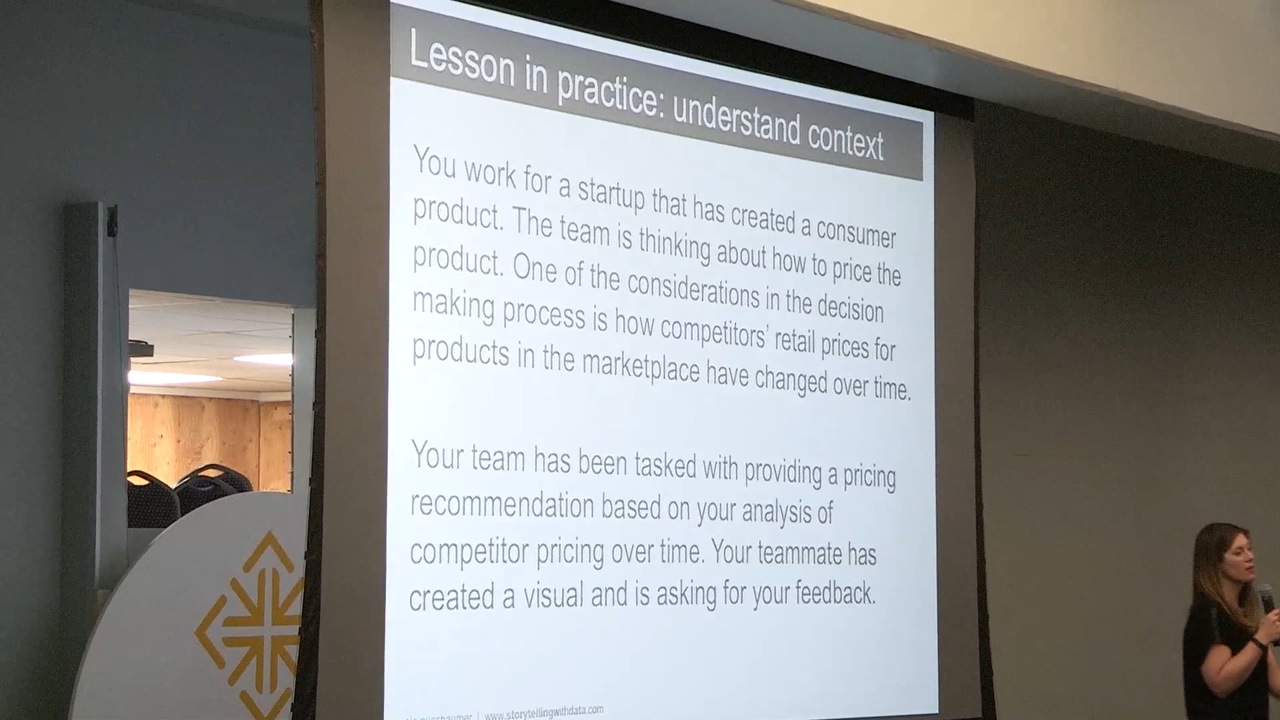 Lesson in practice: understand context
You work for a startup that has created a consumer
product. The team is thinking about how to price the
product. One of the considerations in the decision
making process is how competitors' retail prices for
products in the marketplace have changed over time.
Your team has been tasked with providing a pricing
recommendation based on your analysis of
competitor pricing over time. Your teammate has
created a visual and is asking for your feedback.
| www.storytellingwithdata.com